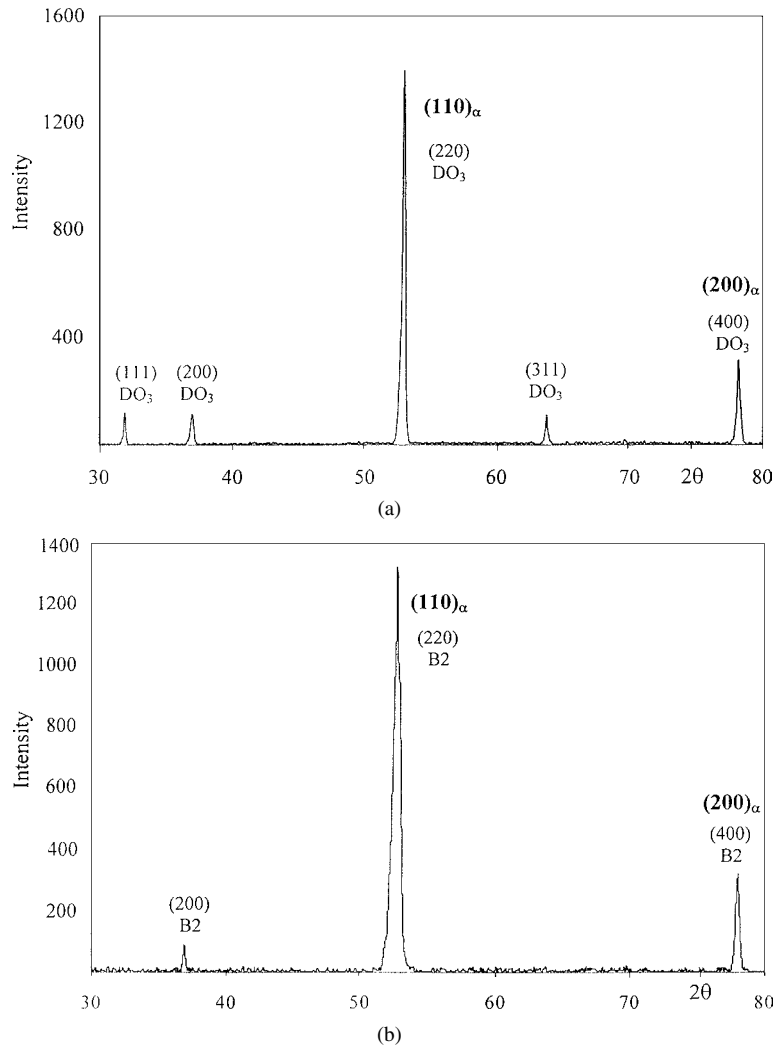 1600
1200
800
400
Intensity
(110)α
(220)
DO₃
(200)α
(400)
DO₃
(111)
DO₃
(200)
DO₃
(311)
DO₃
30 40 50 60 70 2θ 80
(a)
1400
1200
1000
800
600
400
200
Intensity
(110)α
(220)
B2
(200)α
(400)
B2
(200)
B2
30 40 50 60 70 2θ 80
(b)